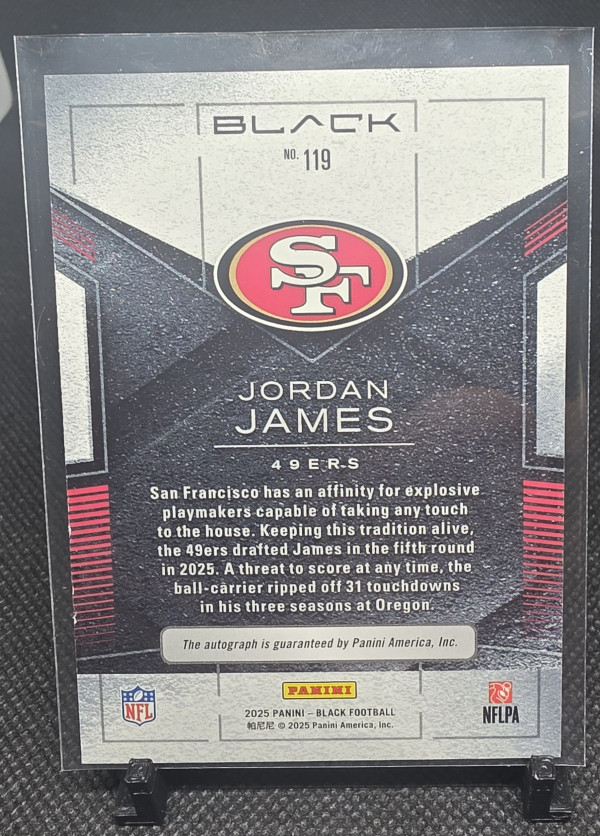 BLACK
NO. 119
SF
JORDAN
JAMES
49ERS
San Francisco has an affinity for explosive
playmakers capable of taking any touch
to the house. Keeping this tradition alive,
the 49ers drafted James in the fifth round
in 2025. A threat to score at any time, the
ball-carrier ripped off 31 touchdowns
in his three seasons at Oregon.
The autograph is guaranteed by Panini America, Inc.
NFL
PANINI
2025 PANINI – BLACK FOOTBALL
帕尼尼 © 2025 Panini America, Inc.
NFLPA